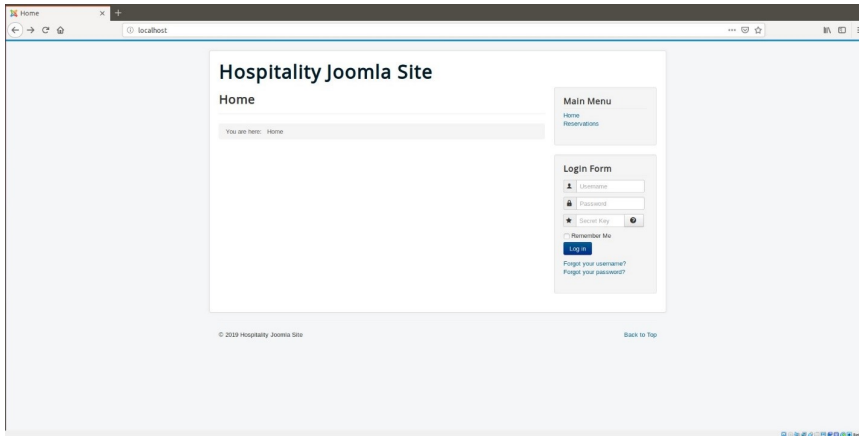 Home
localhost
Hospitality Joomla Site
Home
You are here: Home
Main Menu
Home
Reservations
Login Form
Username
Password
Secret Key
Remember Me
Log in
Forgot your username?
Forgot your password?
© 2019 Hospitality Joomla Site
Back to Top